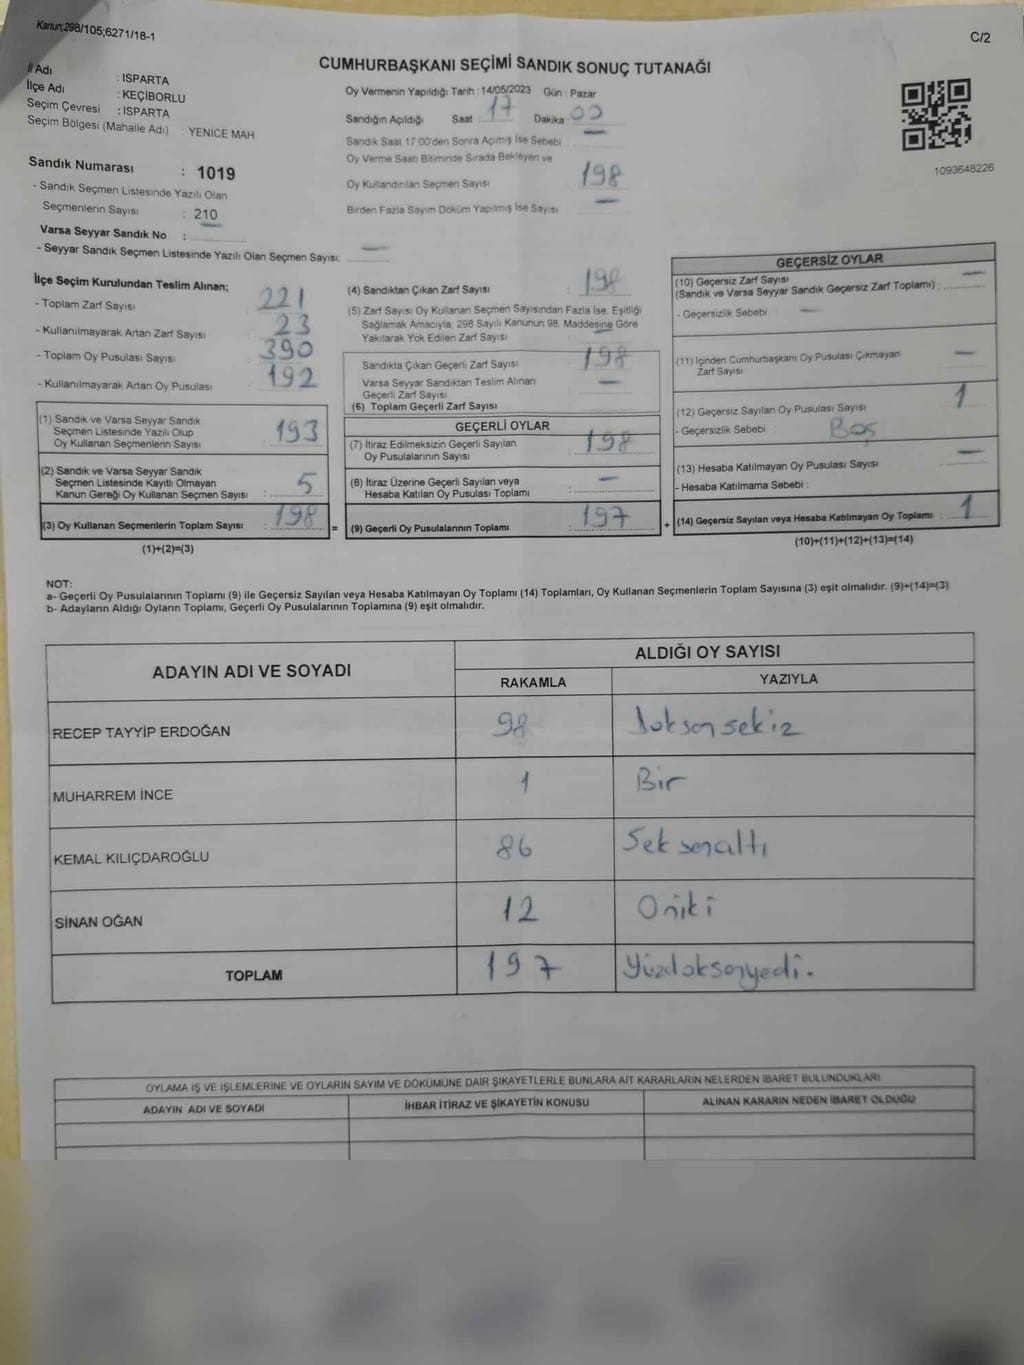 Kanun;298/105;6271/18-1
C/2
CUMHURBAŞKANI SEÇİMİ SANDIK SONUÇ TUTANAĞI
İl Adı : ISPARTA
İlçe Adı : KEÇİBORLU
Seçim Çevresi : ISPARTA
Seçim Bölgesi (Mahalle Adı) : YENİCE MAH
Oy Vermenin Yapıldığı Tarih : 14/05/2023 Gün : Pazar
Sandığın Açıldığı Saat : 17 Dakika : 00
Sandık Saat 17:00'den Sonra Açımış İse Sebebi —
Oy Verme Saati Bitiminde Sırada Bekleyen ve
Oy Kullandırılan Seçmen Sayısı 198
Birden Fazla Sayım Döküm Yapılmış İse Sayısı —
1093648226
Sandık Numarası : 1019
- Sandık Seçmen Listesinde Yazılı Olan
Seçmenlerin Sayısı : 210
Varsa Seyyar Sandık No : —
- Seyyar Sandık Seçmen Listesinde Yazılı Olan Seçmen Sayısı: —
İlçe Seçim Kurulundan Teslim Alınan;
- Toplam Zarf Sayısı 221
- Kullanılmayarak Artan Zarf Sayısı : 23
- Toplam Oy Pusulası Sayısı : 390
- Kullanılmayarak Artan Oy Pusulası : 192
(1) Sandık ve Varsa Seyyar Sandık
Seçmen Listesinde Yazılı Olup
Oy Kullanan Seçmenlerin Sayısı : 193
(2) Sandık ve Varsa Seyyar Sandık
Seçmen Listesinde Kayıtlı Olmayan
Kanun Gereği Oy Kullanan Seçmen Sayısı : 5
(3) Oy Kullanan Seçmenlerin Toplam Sayısı : 198 =
(1)+(2)=(3)
(4) Sandıktan Çıkan Zarf Sayısı : 198
(5) Zarf Sayısı Oy Kullanan Seçmen Sayısından Fazla İse, Eşitliği
Sağlamak Amacıyla, 298 Sayılı Kanunun 98. Maddesine Göre
Yakılarak Yok Edilen Zarf Sayısı —
Sandıkta Çıkan Geçerli Zarf Sayısı : 198
Varsa Seyyar Sandıktan Teslim Alınan
Geçerli Zarf Sayısı —
(6) Toplam Geçerli Zarf Sayısı
GEÇERLİ OYLAR
(7) İtiraz Edilmeksizin Geçerli Sayılan
Oy Pusulalarının Sayısı : 198
(8) İtiraz Üzerine Geçerli Sayılan veya
Hesaba Katılan Oy Pusulası Toplamı : —
(9) Geçerli Oy Pusulalarının Toplamı : 197 +
GEÇERSİZ OYLAR
(10) Geçersiz Zarf Sayısı
(Sandık ve Varsa Seyyar Sandık Geçersiz Zarf Toplamı) : —
- Geçersizlik Sebebi —
(11) İçinden Cumhurbaşkanı Oy Pusulası Çıkmayan
Zarf Sayısı —
(12) Geçersiz Sayılan Oy Pusulası Sayısı 1
- Geçersizlik Sebebi Boş
(13) Hesaba Katılmayan Oy Pusulası Sayısı —
- Hesaba Katılmama Sebebi :
(14) Geçersiz Sayılan veya Hesaba Katılmayan Oy Toplamı : 1
(10)+(11)+(12)+(13)=(14)
NOT:
a- Geçerli Oy Pusulalarının Toplamı (9) ile Geçersiz Sayılan veya Hesaba Katılmayan Oy Toplamı (14) Toplamları, Oy Kullanan Seçmenlerin Toplam Sayısına (3) eşit olmalıdır. (9)+(14)=(3)
b- Adayların Aldığı Oyların Toplamı, Geçerli Oy Pusulalarının Toplamına (9) eşit olmalıdır.
ADAYIN ADI VE SOYADI ALDIĞI OY SAYISI
RAKAMLA YAZIYLA
RECEP TAYYİP ERDOĞAN 98 Doksansekiz
MUHARREM İNCE 1 Bir
KEMAL KILIÇDAROĞLU 86 Seksenaltı
SİNAN OĞAN 12 Oniki
TOPLAM 197 Yüzdoksanyedi.
OYLAMA İŞ VE İŞLEMLERİNE VE OYLARIN SAYIM VE DÖKÜMÜNE DAİR ŞİKAYETLERLE BUNLARA AİT KARARLARIN NELERDEN İBARET BULUNDUKLARI
ADAYIN ADI VE SOYADI İHBAR İTİRAZ VE ŞİKAYETİN KONUSU ALINAN KARARIN NEDEN İBARET OLDUĞU